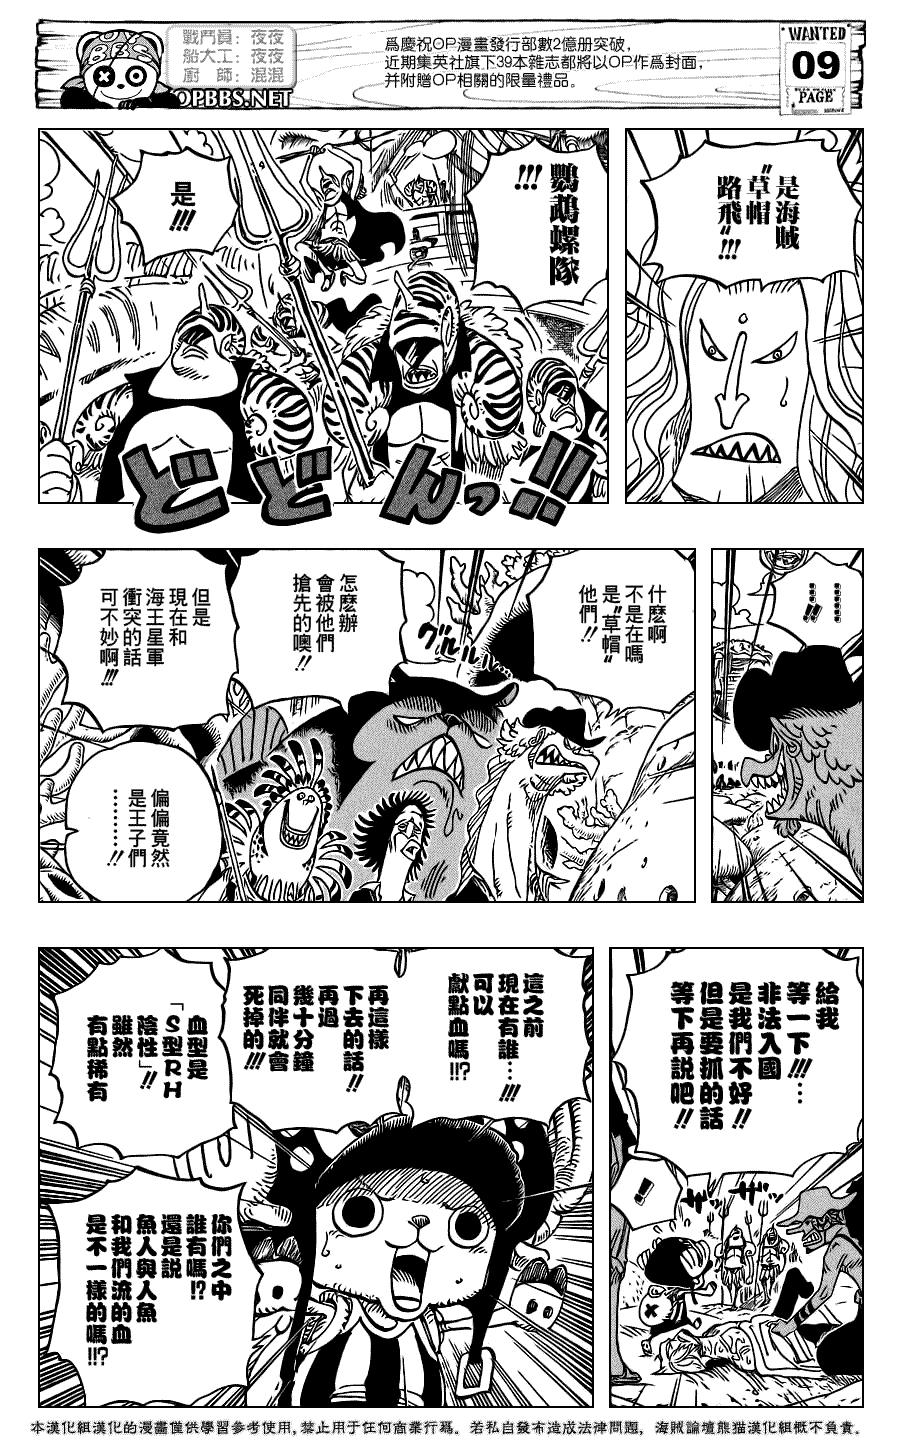 戰鬥員：夜夜
船大工：夜夜
廚　師：混混
OPBBS.NET
爲慶祝OP漫畫發行部數2億册突破，
近期集英社旗下39本雜志都將以OP作爲封面，
并附贈OP相關的限量禮品。
WANTED
09
PAGE
是海賊
"草帽
路飛"!!!
鸚鵡螺隊
!!!
是!!!
どどんっ!!
…………!!
什麽啊
不是在嗎
是"草帽"
他們!!
グルルル…
怎麽辦
會被他們
搶先的噢!!
但是
現在和
海王星軍
衝突的話
可不妙啊!!!
偏偏竟然
是王子們
………!!
給我
等一下!!!…
非法入國
是我們不好!!
但是要抓的話
等下再說吧!!
!!
ザワザワ
這之前
現在有誰…!!!
可以
獻點血嗎!!?
再這樣
下去的話!!
再過
幾十分鐘
同伴就會
死掉的!!!
血型是
「S型RH
陰性」!!
雖然
有點稀有
你們之中
誰有嗎!!?
還是說
魚人與人魚
和我們流的血
是不一樣的嗎!!?
本漢化組漢化的漫畫僅供學習參考使用，禁止用于任何商業行爲。若私自發布造成法律問題，海賊論壇熊猫漢化組概不負責。